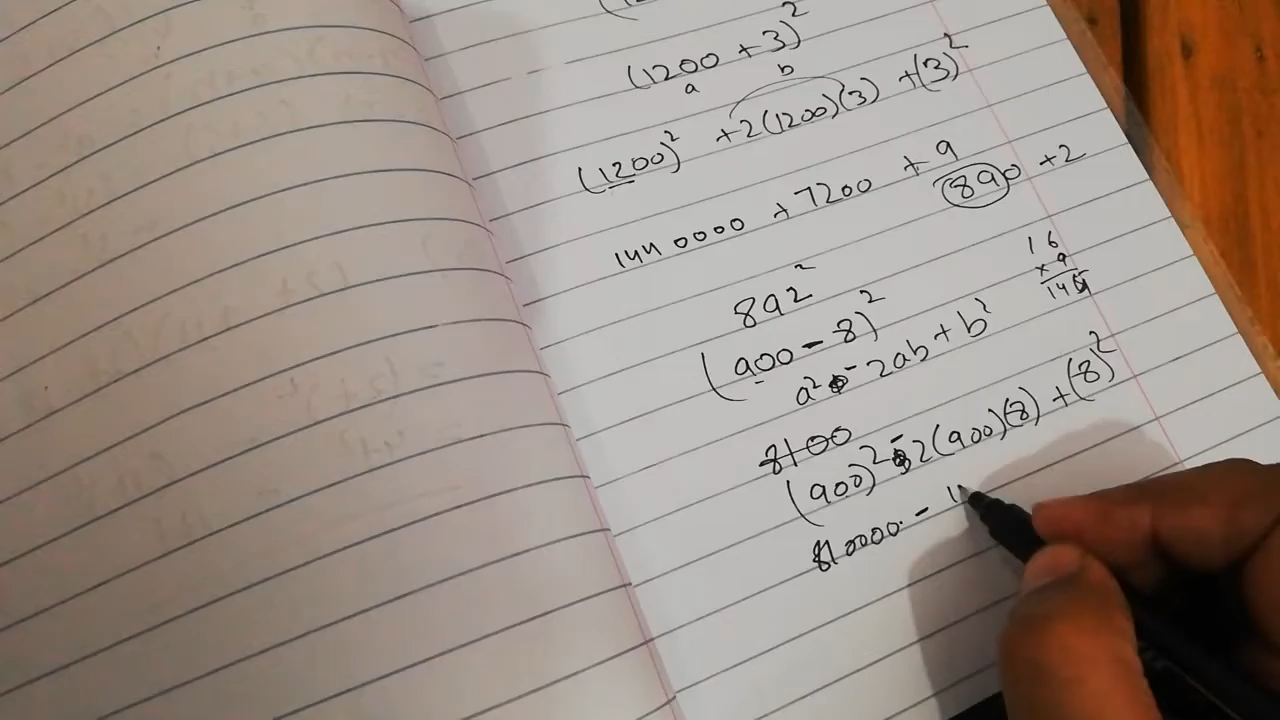 (1200 + 3)²
a b
(1200)² + 2(1200)(3) + (3)²
1440000 + 7200 + 9
890 + 2
892²
16
× 9
144
(900 - 8)²
a² - 2ab + b²
8100
(900)² - 2(900)(8) + (8)²
810000 - 1